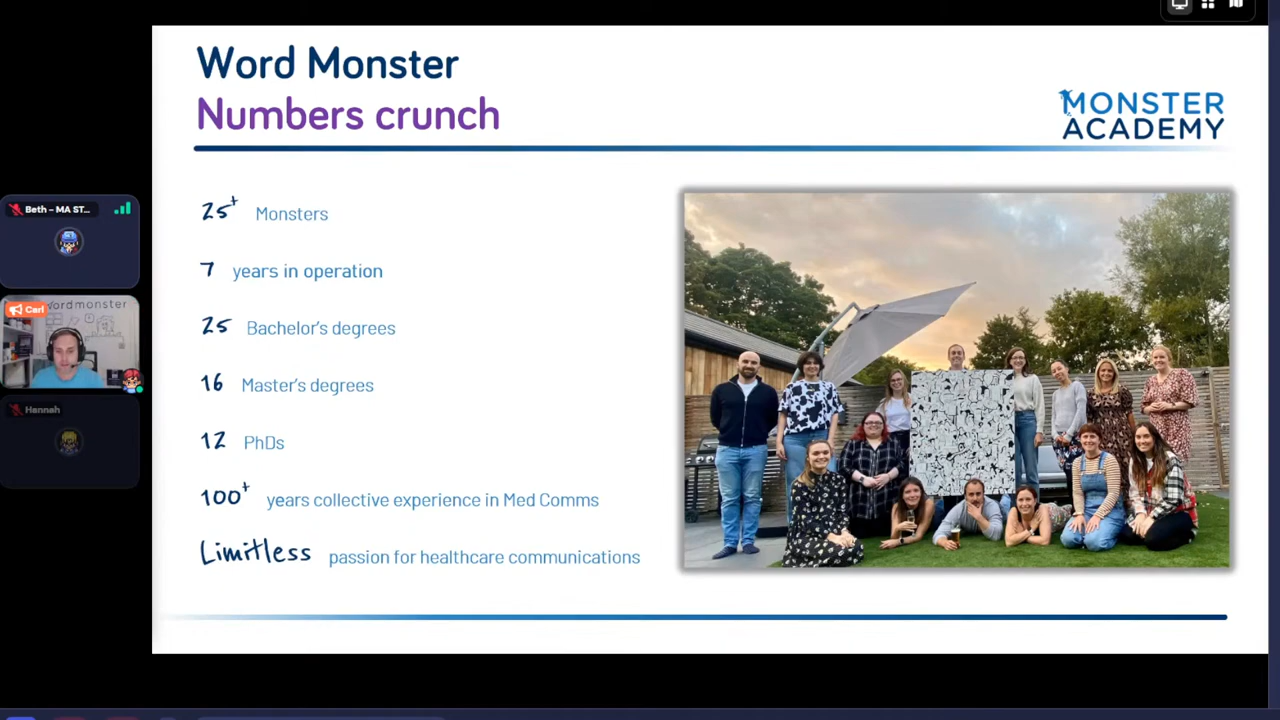 Word Monster
Numbers crunch
MONSTER
ACADEMY
25+ Monsters
7 years in operation
25 Bachelor's degrees
16 Master's degrees
12 PhDs
100+ years collective experience in Med Comms
Limitless passion for healthcare communications
Beth – MA ST...
Carl
wordmonster
Hannah